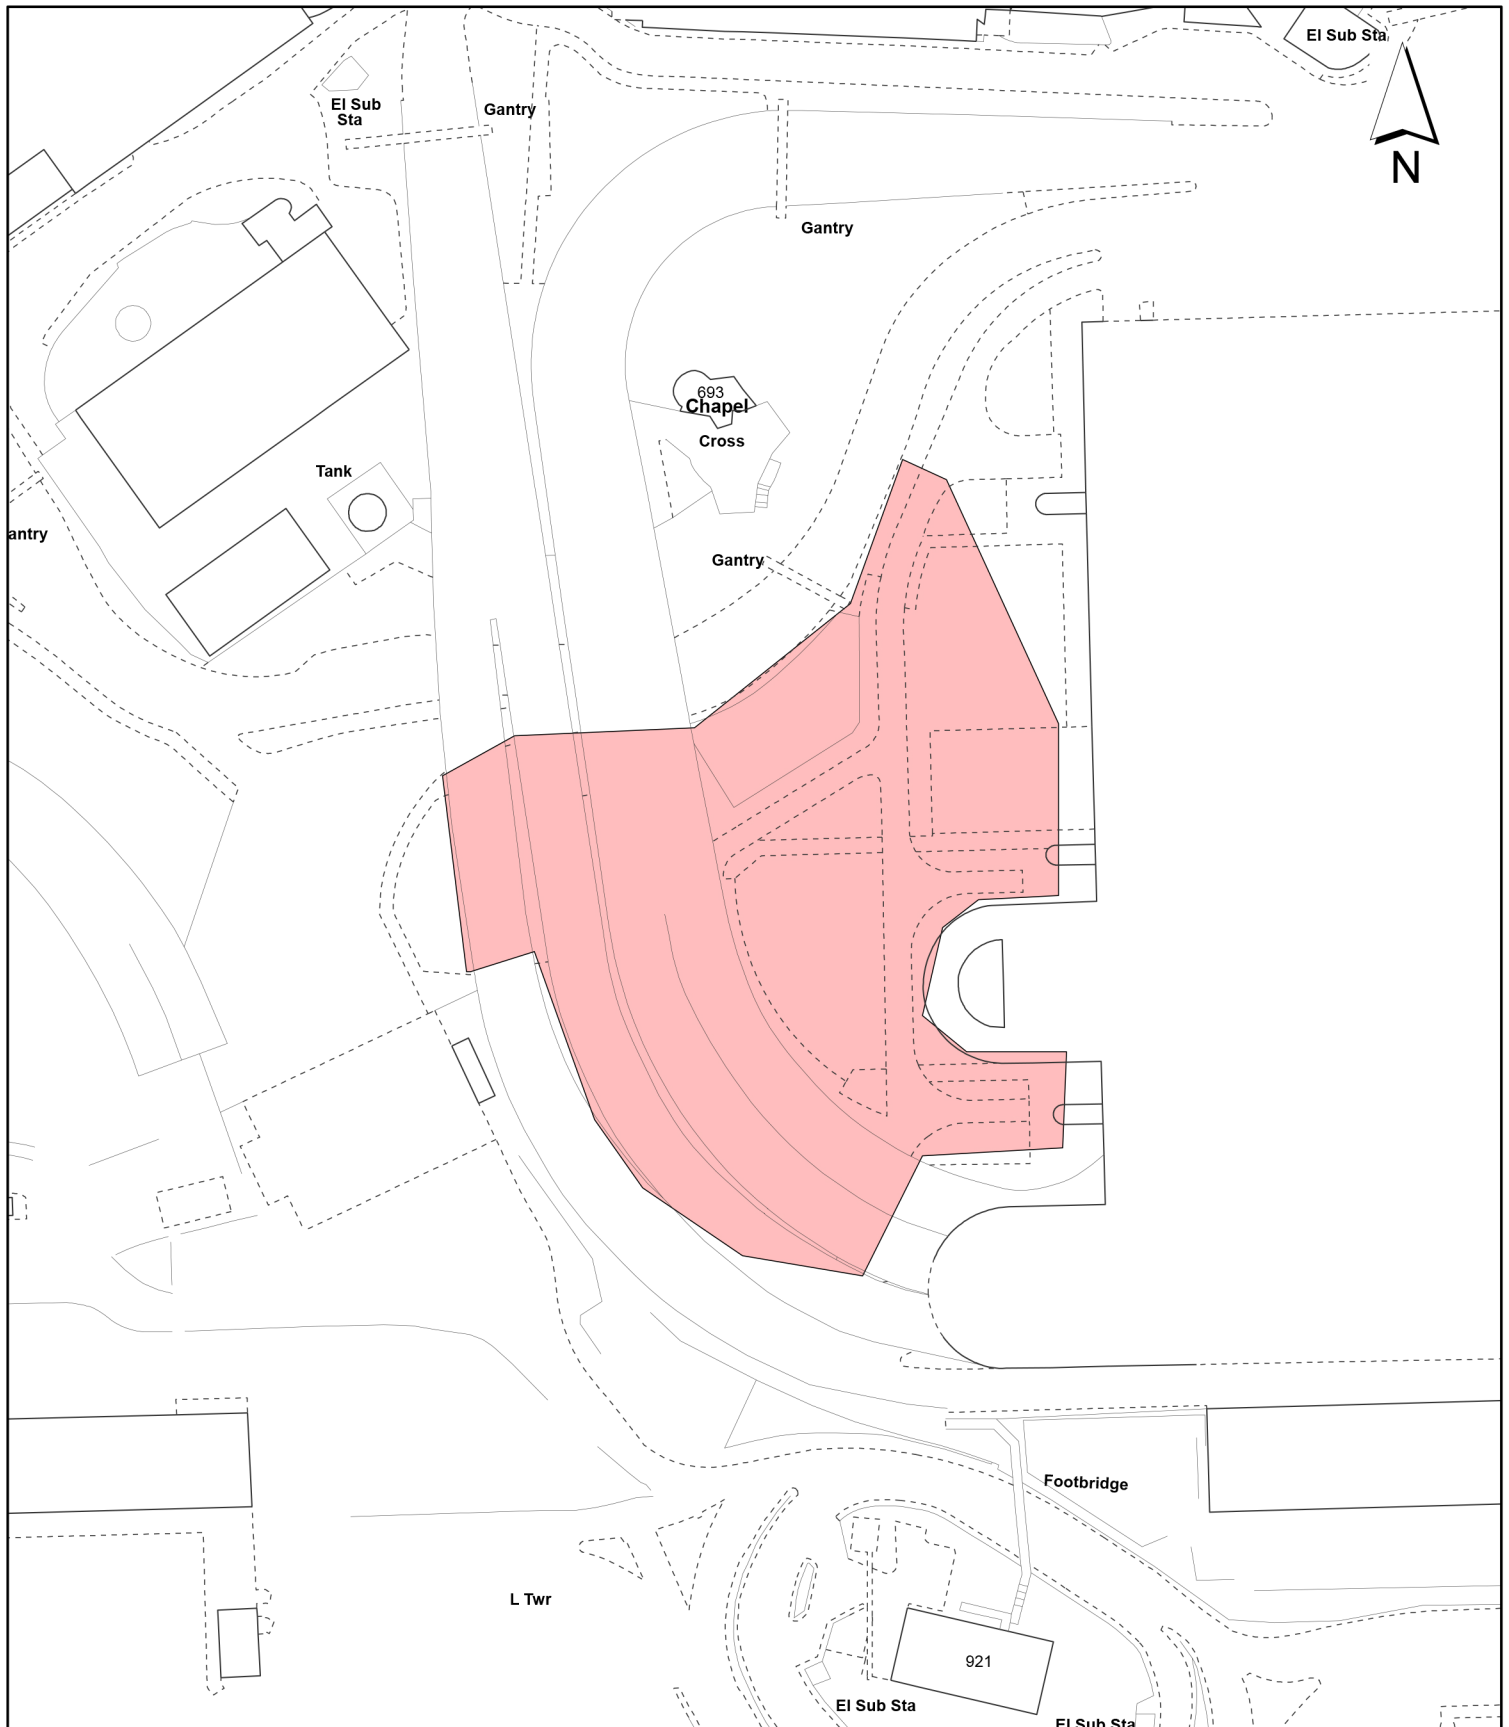 El Sub Sta
El Sub
Sta
Gantry
N
Gantry
693
Chapel
Cross
Tank
antry
Gantry
Footbridge
L Twr
921
El Sub Sta
El Sub Sta